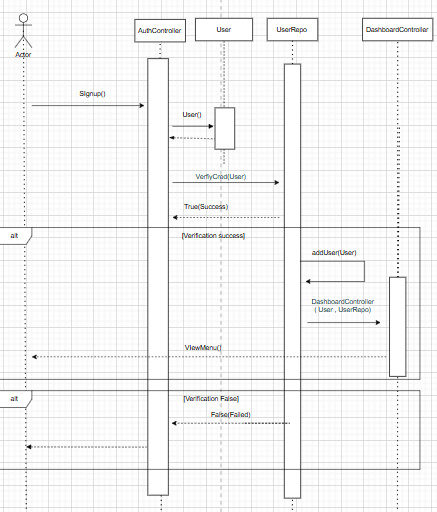 AuthController
User
UserRepo
DashboardController
Actor
Signup()
User()
VerfiyCred(User)
True(Success)
alt
[Verification success]
addUser(User)
DashboardController
( User , UserRepo)
ViewMenu()
alt
[Verification False]
False(Failed)